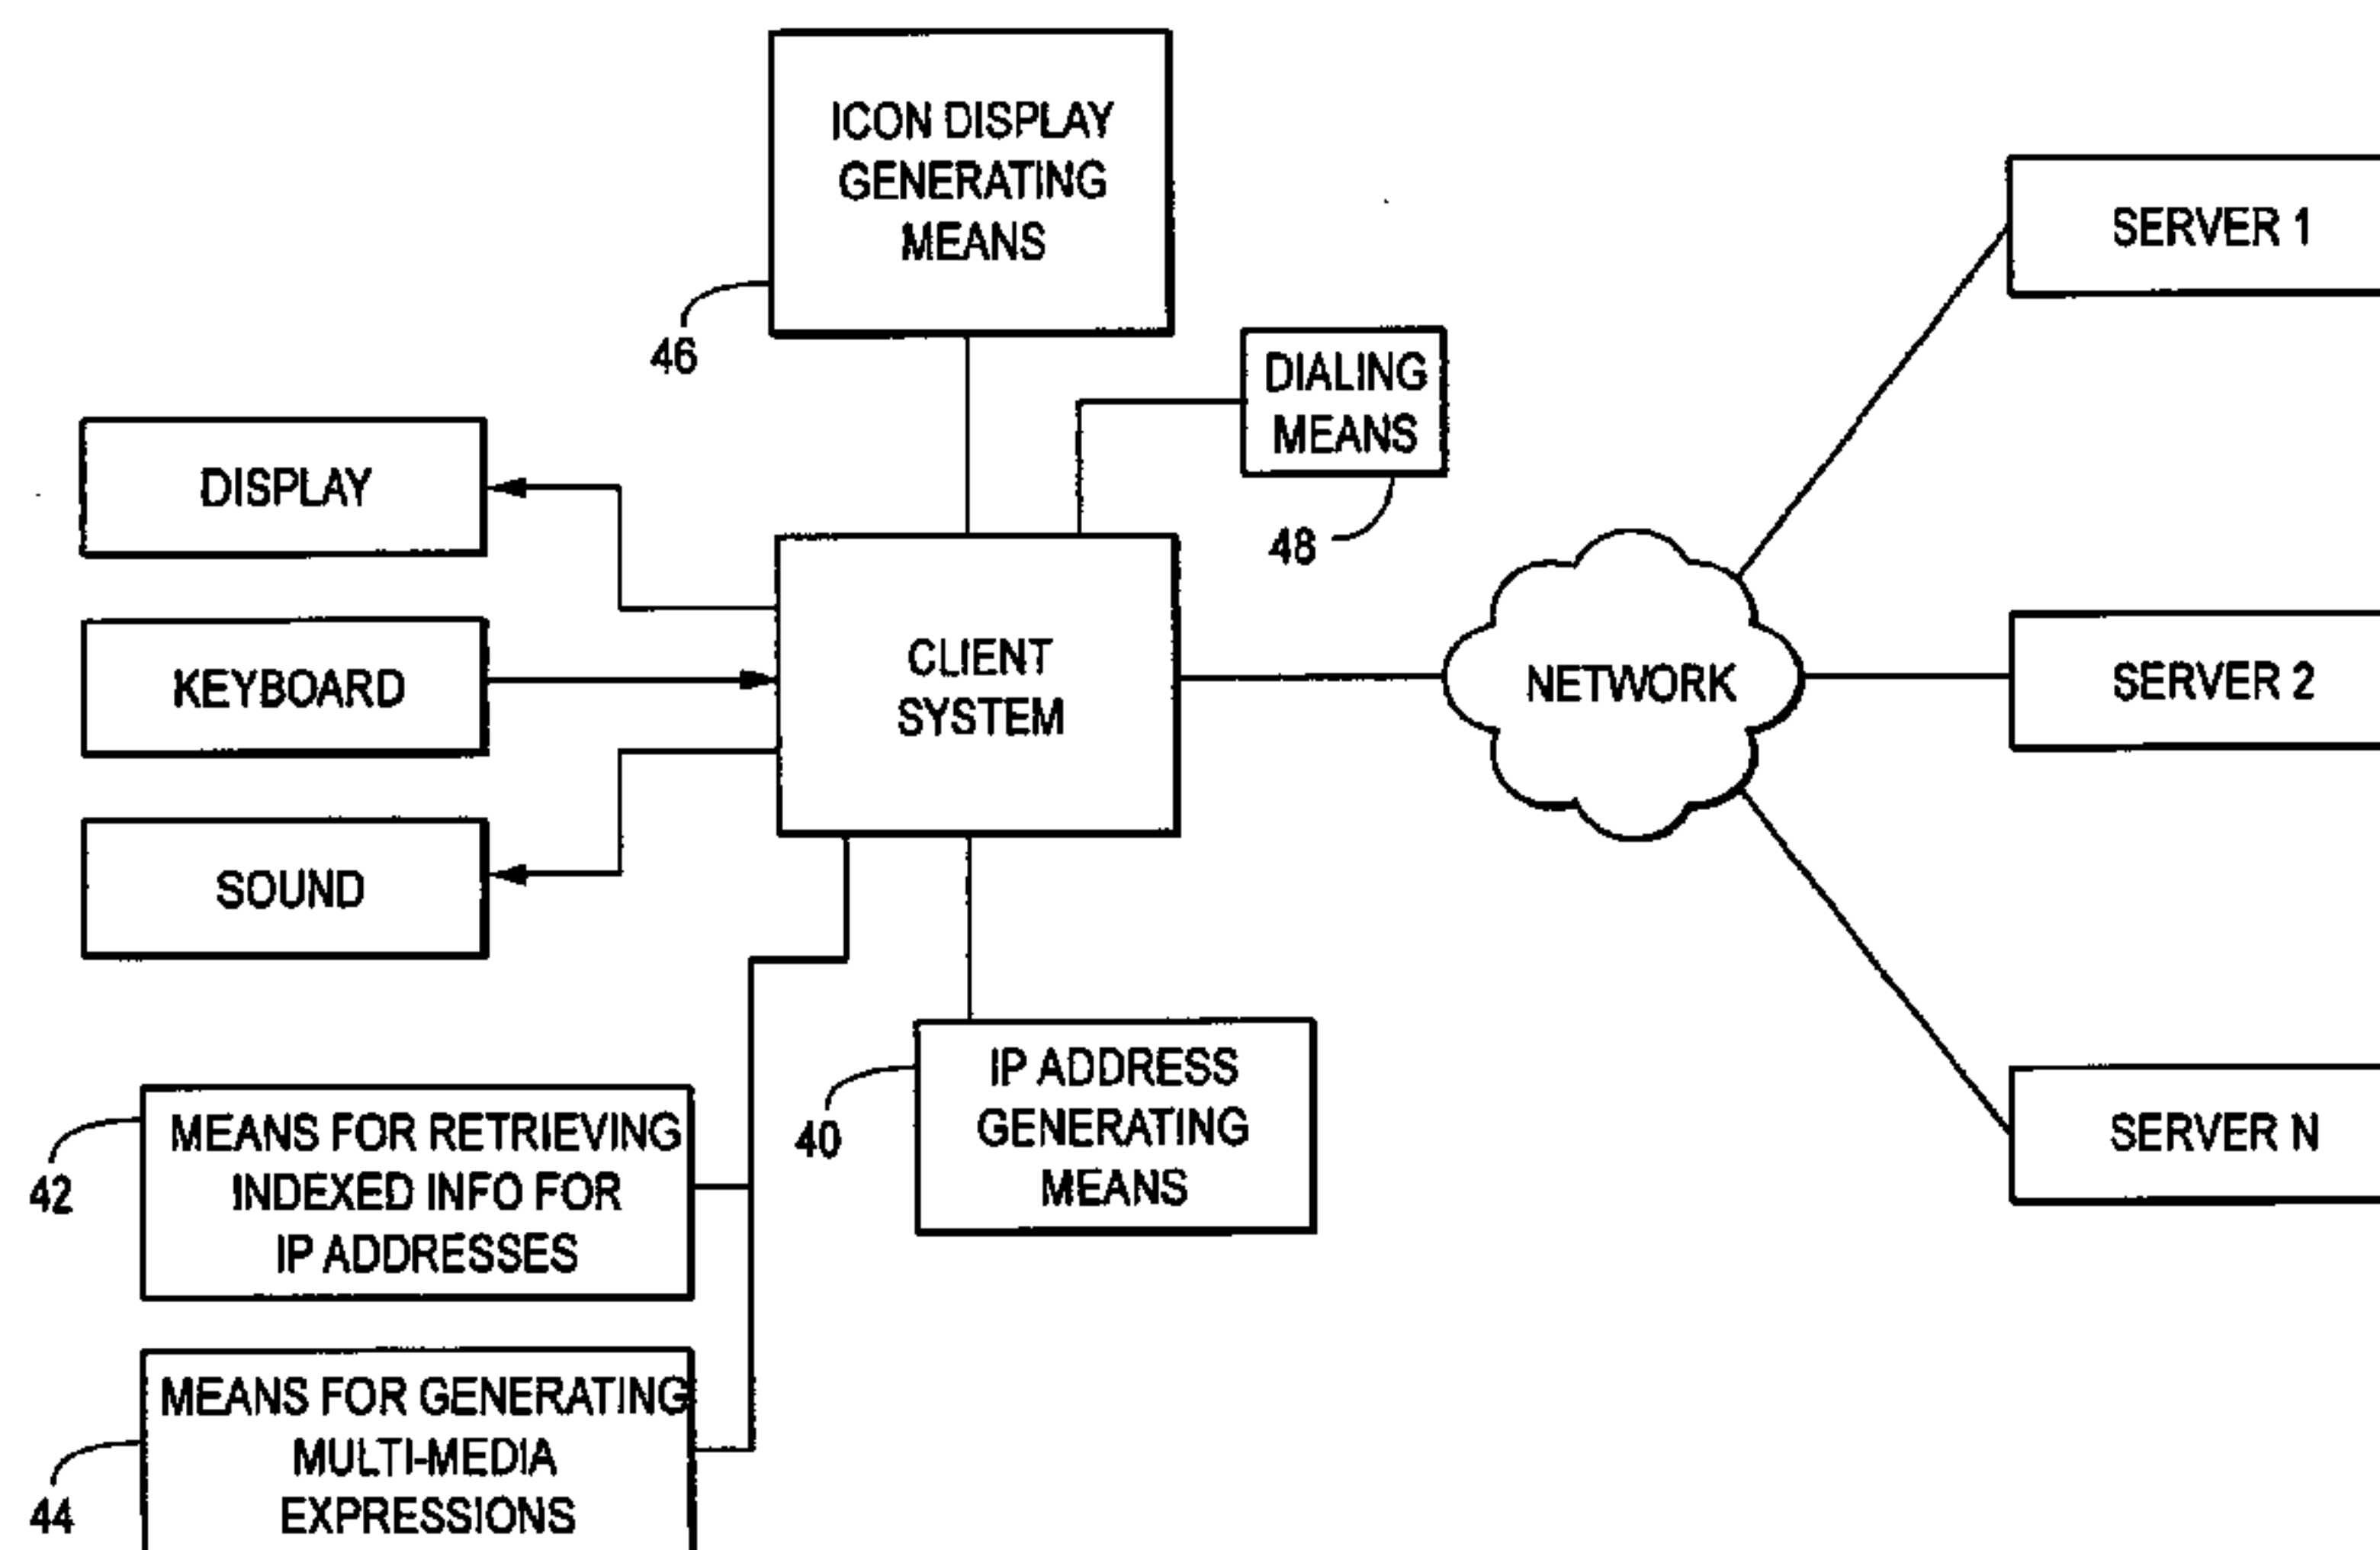 ICON DISPLAY
GENERATING
MEANS
46
SERVER 1
DIALING
MEANS
48
DISPLAY
KEYBOARD
SOUND
CLIENT
SYSTEM
NETWORK
SERVER 2
SERVER N
IP ADDRESS
GENERATING
MEANS
40
MEANS FOR RETRIEVING
INDEXED INFO FOR
IP ADDRESSES
42
MEANS FOR GENERATING
MULTI-MEDIA
EXPRESSIONS
44